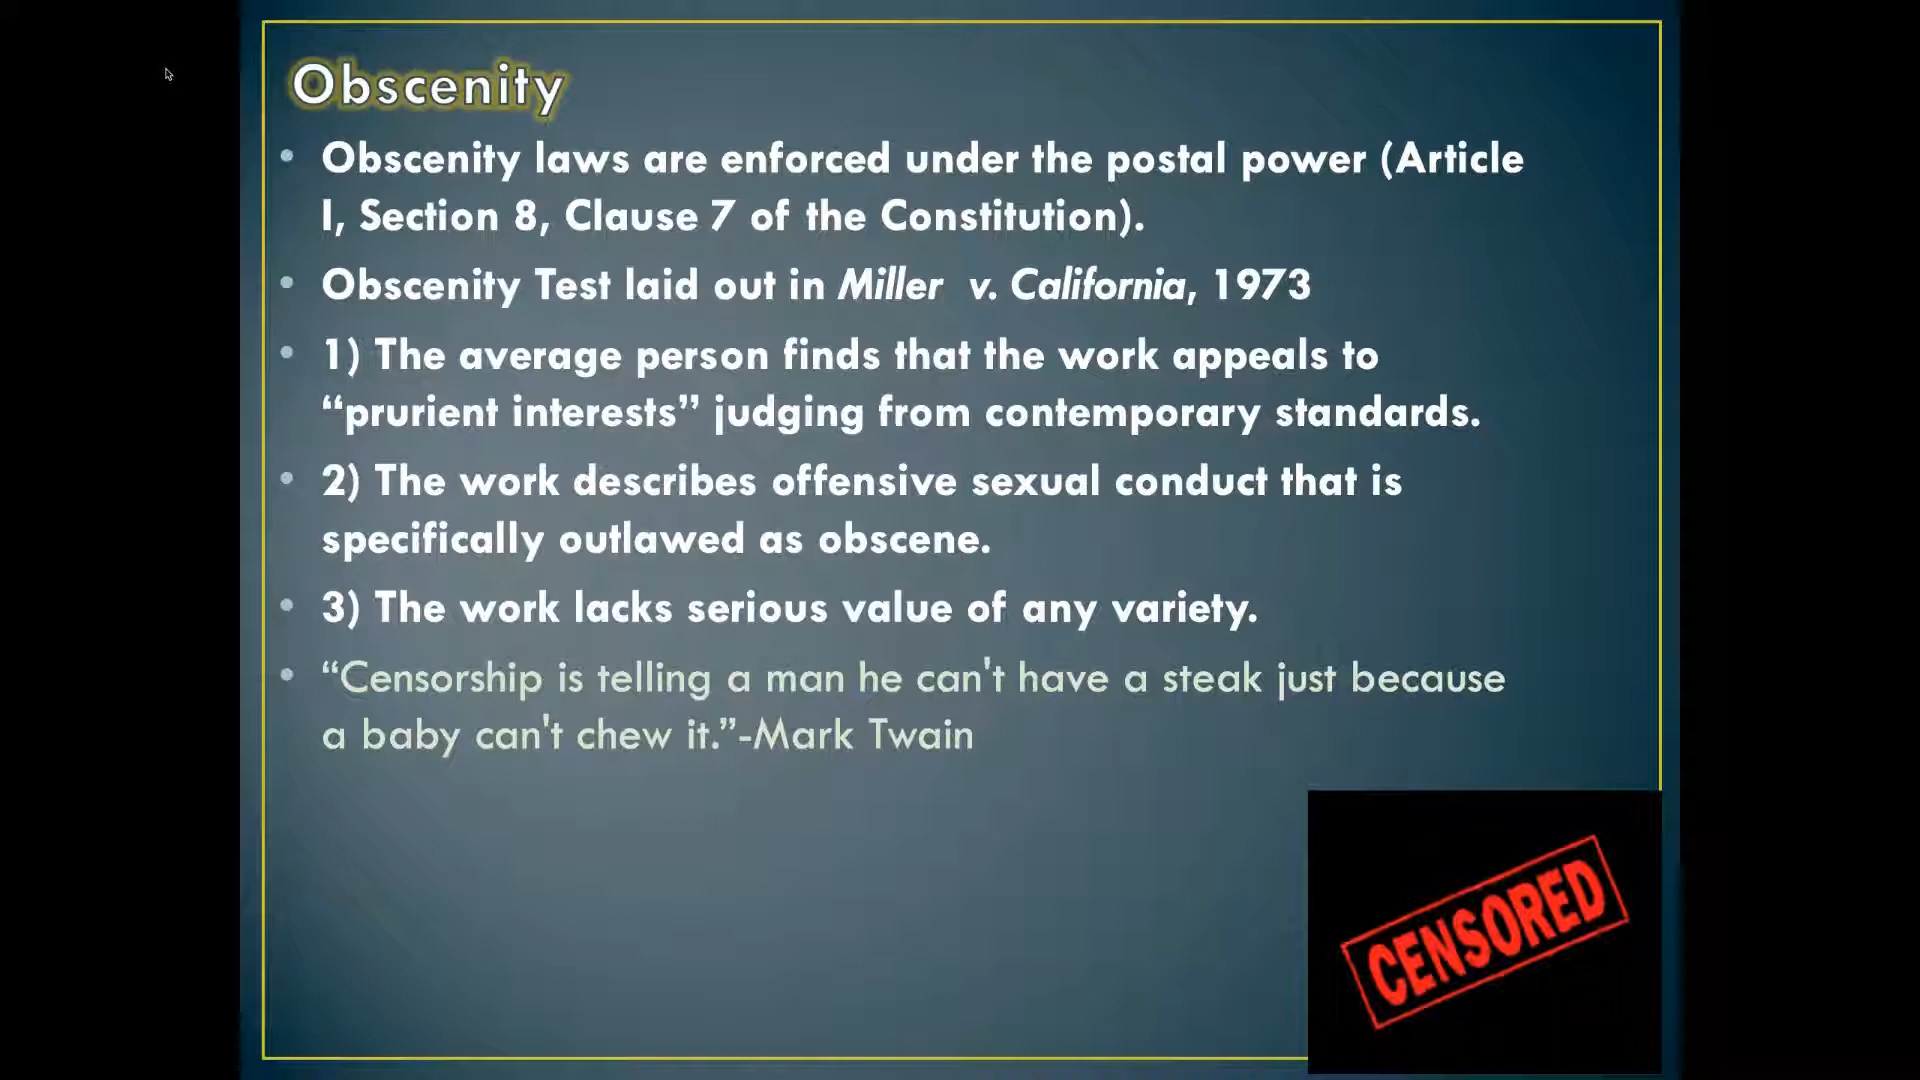 Obscenity
• Obscenity laws are enforced under the postal power (Article
I, Section 8, Clause 7 of the Constitution).
• Obscenity Test laid out in Miller v. California, 1973
• 1) The average person finds that the work appeals to
“prurient interests” judging from contemporary standards.
• 2) The work describes offensive sexual conduct that is
specifically outlawed as obscene.
• 3) The work lacks serious value of any variety.
• “Censorship is telling a man he can't have a steak just because
a baby can't chew it.”-Mark Twain
CENSORED